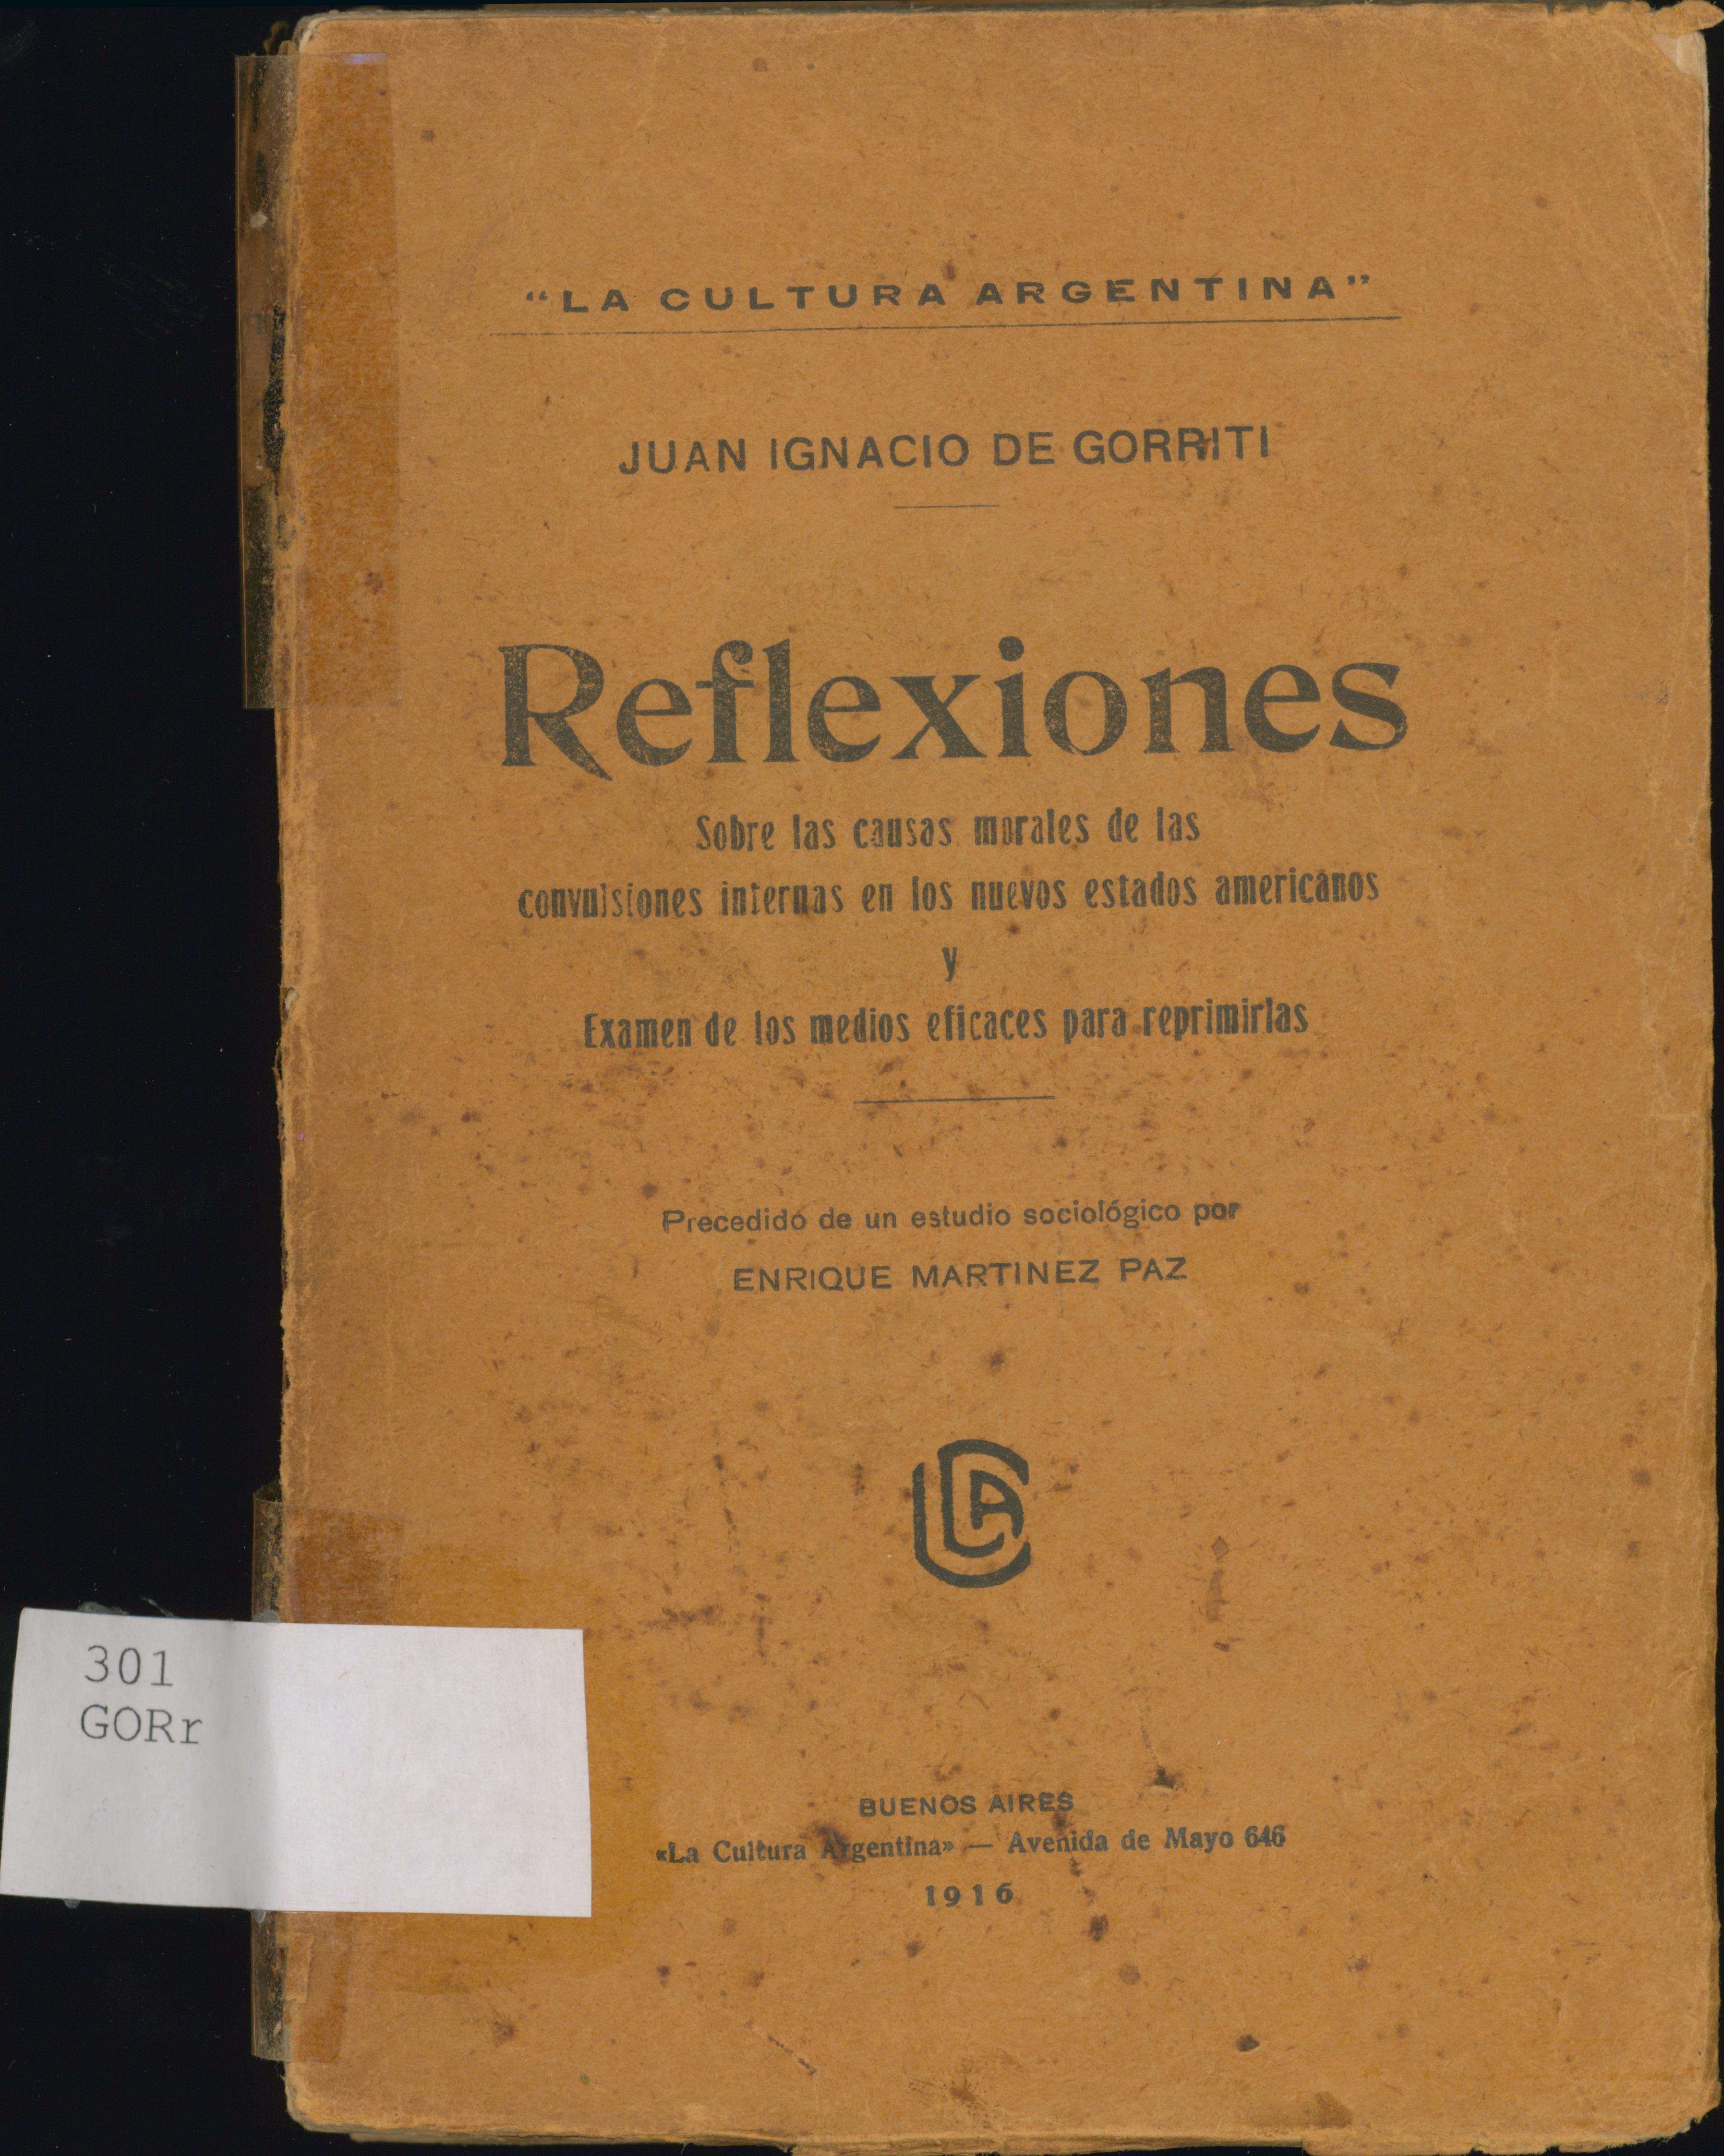 “LA CULTURA ARGENTINA”
JUAN IGNACIO DE GORRITI
Reflexiones
Sobre las causas morales de las
convulsiones internas en los nuevos estados americanos
y
Examen de los medios eficaces para reprimirlas
Precedido de un estudio sociológico por
ENRIQUE MARTINEZ PAZ
LCA
301
GORr
BUENOS AIRES
«La Cultura Argentina» — Avenida de Mayo 646
1916